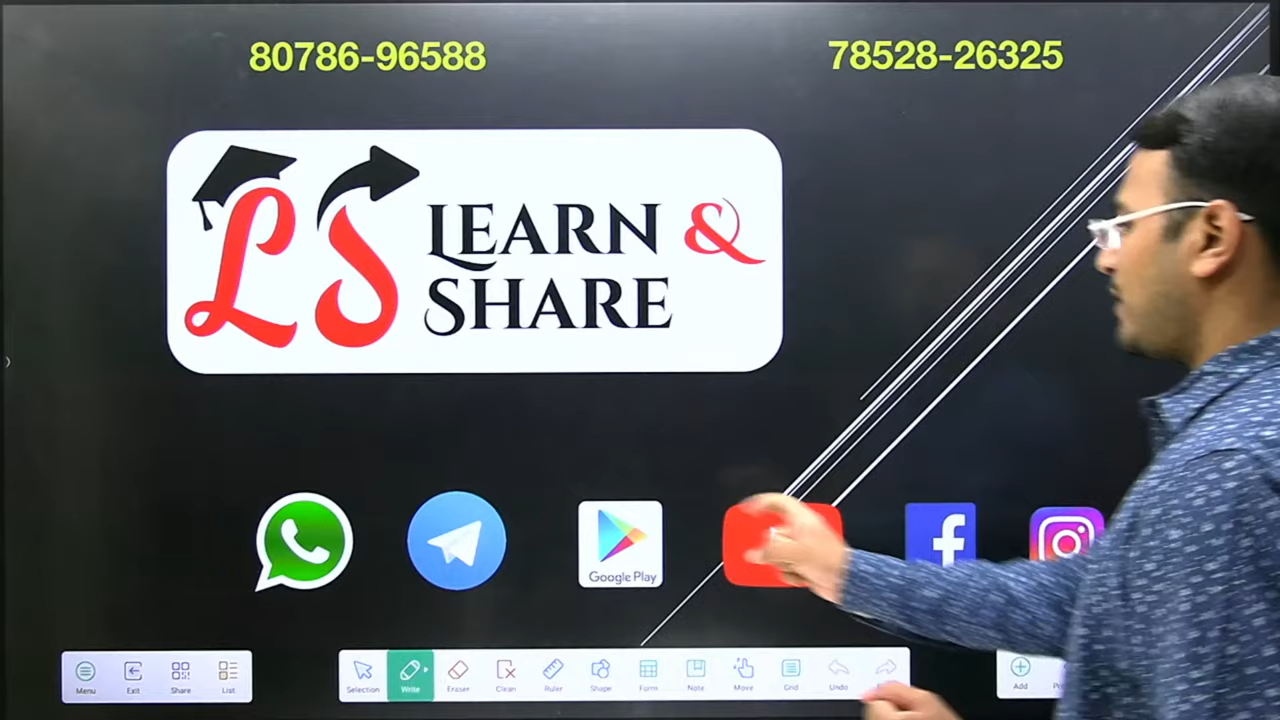 80786-96588
78528-26325
LS LEARN &
SHARE
Google Play
f
Menu
Exit
Share
List
Selection
Write
Eraser
Clean
Ruler
Shape
Form
Note
Move
Grid
Undo
Add